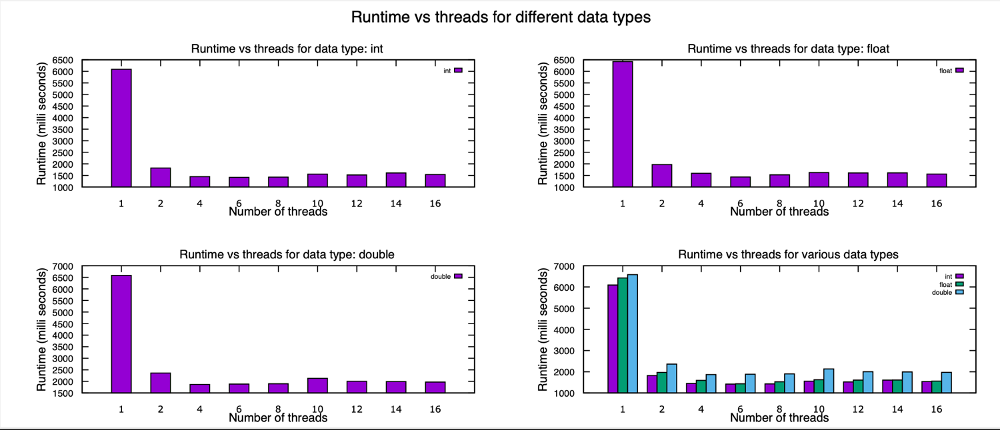 Runtime vs threads for different data types
Runtime vs threads for data type: int
Runtime (milli seconds)
6500
6000
5500
5000
4500
4000
3500
3000
2500
2000
1500
1000
int
1 2 4 6 8 10 12 14 16
Number of threads
Runtime vs threads for data type: float
Runtime (milli seconds)
6500
6000
5500
5000
4500
4000
3500
3000
2500
2000
1500
1000
float
1 2 4 6 8 10 12 14 16
Number of threads
Runtime vs threads for data type: double
Runtime (milli seconds)
7000
6500
6000
5500
5000
4500
4000
3500
3000
2500
2000
1500
double
1 2 4 6 8 10 12 14 16
Number of threads
Runtime vs threads for various data types
Runtime (milli seconds)
7000
6000
5000
4000
3000
2000
1000
int
float
double
1 2 4 6 8 10 12 14 16
Number of threads